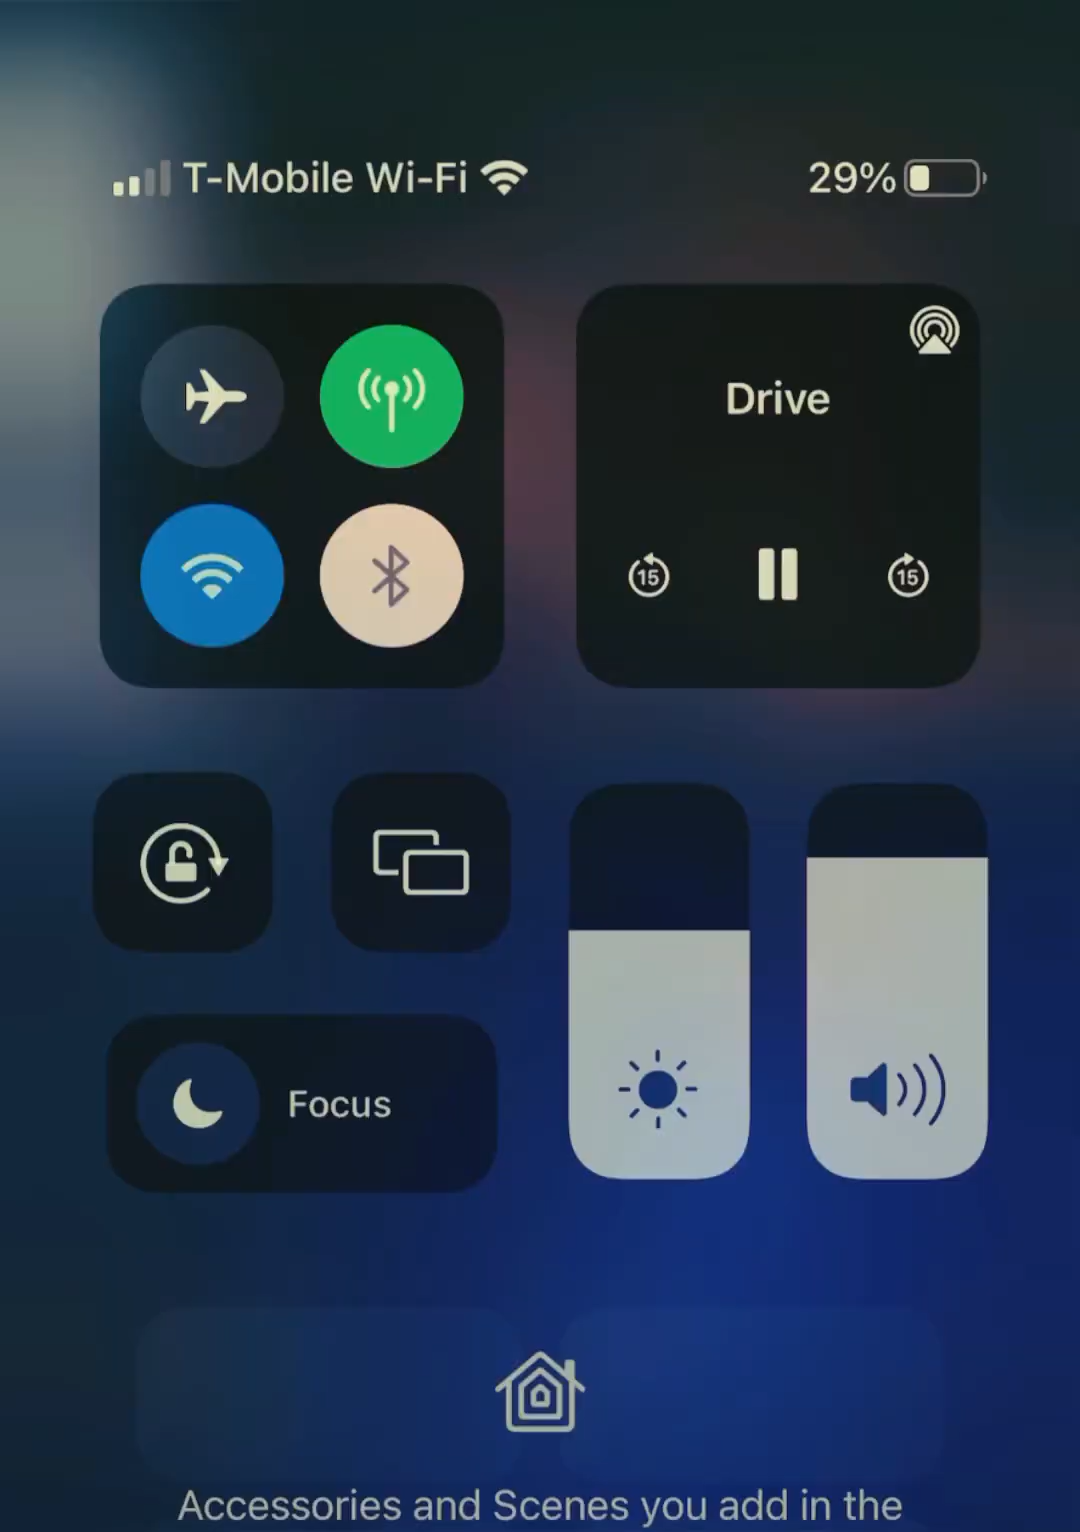 T-Mobile Wi-Fi 29%
Drive
15 15
Focus
Accessories and Scenes you add in the